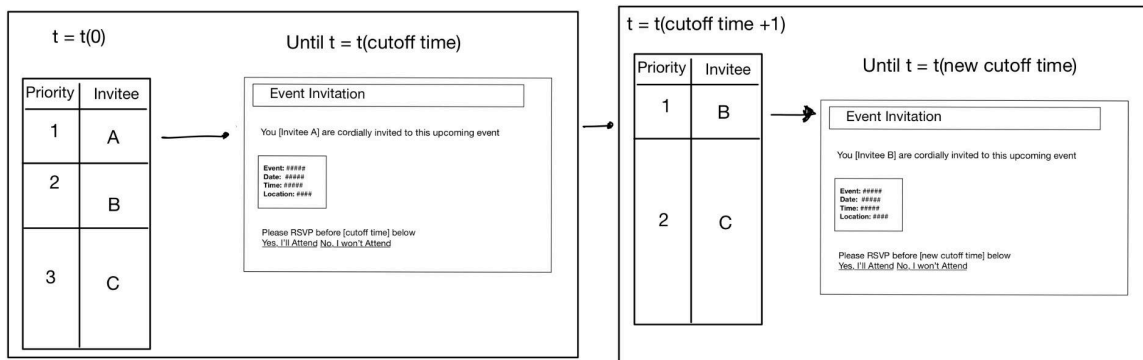 t = t(0)
Until t = t(cutoff time)
Priority Invitee
1 A
2 B
3 C
Event Invitation
You [Invitee A] are cordially invited to this upcoming event
Event: #####
Date: #####
Time: #####
Location: ####
Please RSVP before [cutoff time] below
Yes, I'll Attend No, I won't Attend
t = t(cutoff time +1)
Until t = t(new cutoff time)
Priority Invitee
1 B
2 C
Event Invitation
You [Invitee B] are cordially invited to this upcoming event
Event: #####
Date: #####
Time: #####
Location: ####
Please RSVP before [new cutoff time] below
Yes, I'll Attend No, I won't Attend